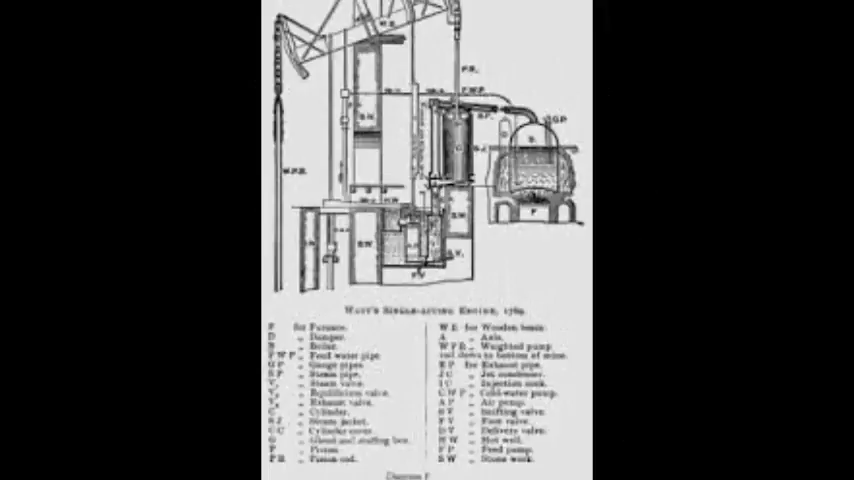 W.B.
P.R.
F.W.P.
S.P.
G.P.
S.J.
C
B.
F
W.P.R.
S.W.
S.W.
S.W.
WATT'S SINGLE-ACTING ENGINE, 1769.
F for Furnace.
D „ Damper.
B „ Boiler.
F W P „ Feed water pipe.
G P „ Gauge pipes.
S P „ Steam pipe.
V, „ Steam valve.
V, „ Equilibrium valve.
V, „ Exhaust valve.
C „ Cylinder.
S J „ Steam jacket.
C C „ Cylinder cover.
G „ Gland and stuffing box.
P „ Piston.
P R „ Piston rod.
W B for Wooden beam.
A „ Axis.
W P R „ Weighted pump
rod down to bottom of mine.
E P for Exhaust pipe.
J C „ Jet condenser.
I C „ Injection cock.
C W P „ Cold-water pump.
A P „ Air pump.
S V „ Snifting valve.
F V „ Foot valve.
D V „ Delivery valve.
H W „ Hot well.
F P „ Feed pump.
S W „ Stone work.
Diagram